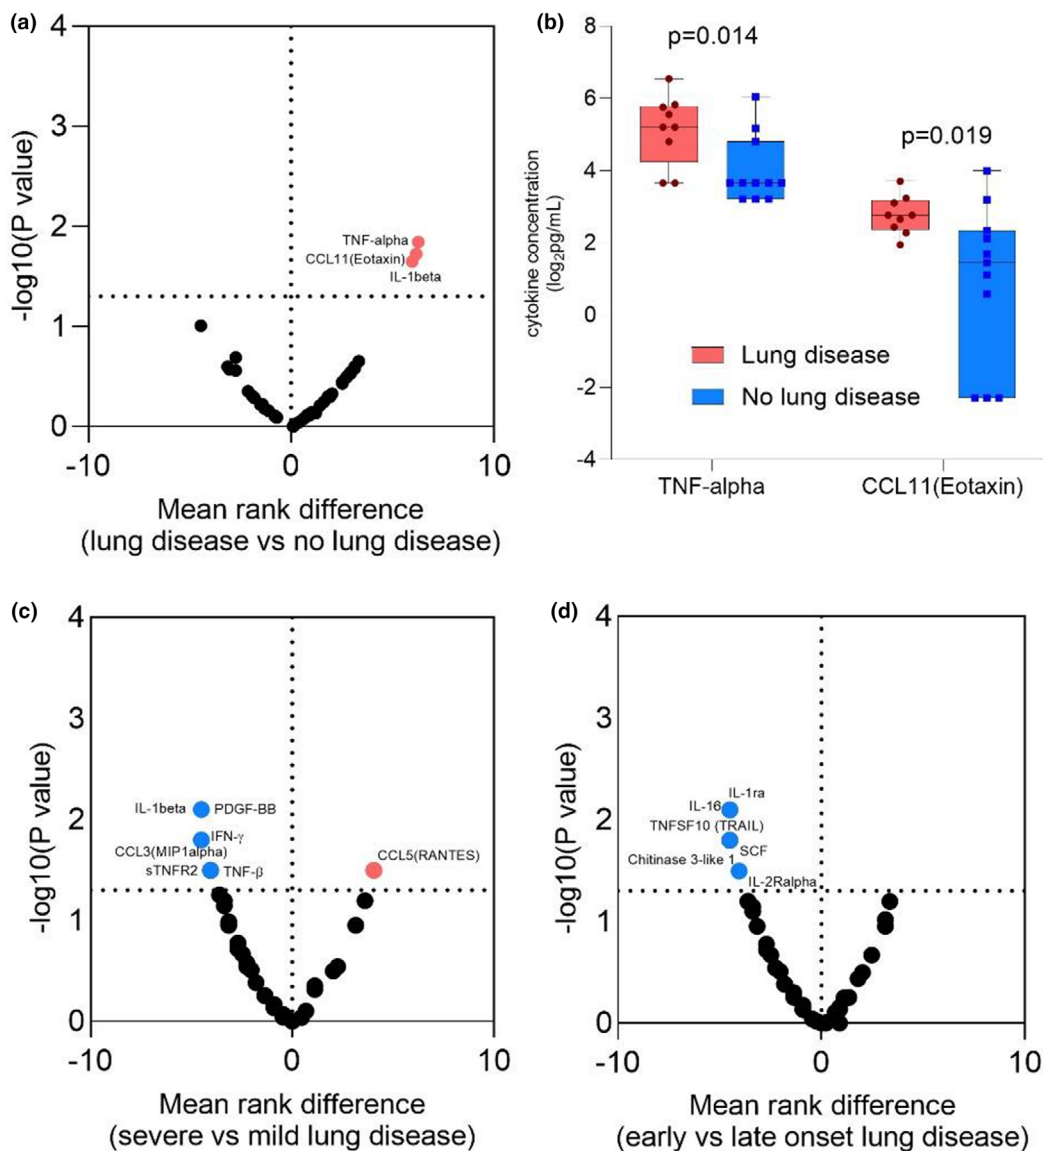 (a)
4
3
2
1
0
-log10(P value)
TNF-alpha
CCL11(Eotaxin)
IL-1beta
-10
0
10
Mean rank difference
(lung disease vs no lung disease)
(b)
8
6
4
2
0
-2
-4
cytokine concentration
(log₂pg/mL)
p=0.014
p=0.019
Lung disease
No lung disease
TNF-alpha
CCL11(Eotaxin)
(c)
4
3
2
1
0
-log10(P value)
IL-1beta
PDGF-BB
IFN-γ
CCL3(MIP1alpha)
sTNFR2
TNF-β
CCL5(RANTES)
-10
0
10
Mean rank difference
(severe vs mild lung disease)
(d)
4
3
2
1
0
-log10(P value)
IL-1ra
IL-16
TNFSF10 (TRAIL)
SCF
Chitinase 3-like 1
IL-2Ralpha
-10
0
10
Mean rank difference
(early vs late onset lung disease)